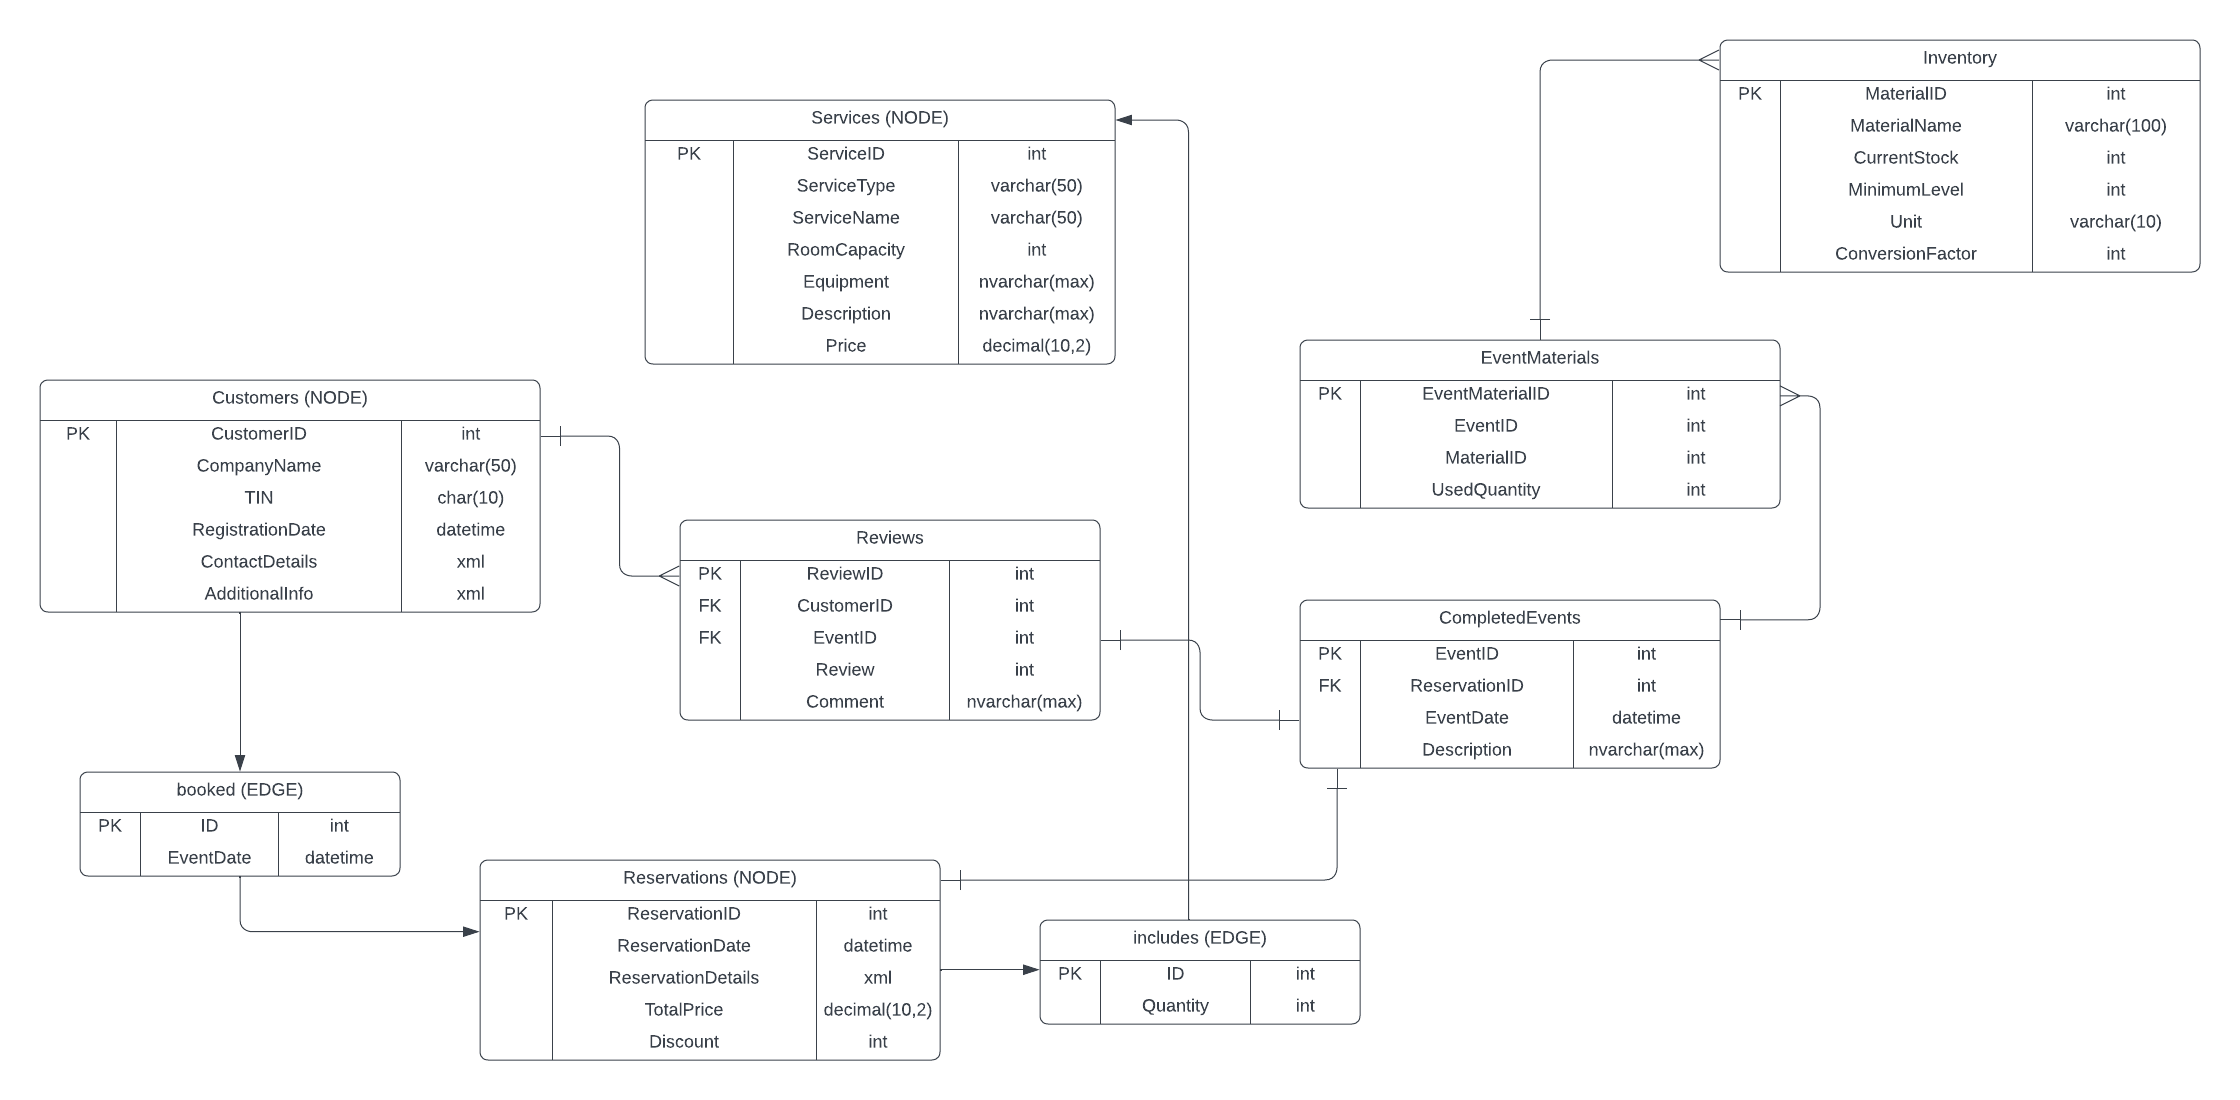 Inventory
PK MaterialID int
MaterialName varchar(100)
CurrentStock int
MinimumLevel int
Unit varchar(10)
ConversionFactor int
Services (NODE)
PK ServiceID int
ServiceType varchar(50)
ServiceName varchar(50)
RoomCapacity int
Equipment nvarchar(max)
Description nvarchar(max)
Price decimal(10,2)
EventMaterials
PK EventMaterialID int
EventID int
MaterialID int
UsedQuantity int
Customers (NODE)
PK CustomerID int
CompanyName varchar(50)
TIN char(10)
RegistrationDate datetime
ContactDetails xml
AdditionalInfo xml
Reviews
PK ReviewID int
FK CustomerID int
FK EventID int
Review int
Comment nvarchar(max)
CompletedEvents
PK EventID int
FK ReservationID int
EventDate datetime
Description nvarchar(max)
booked (EDGE)
PK ID int
EventDate datetime
Reservations (NODE)
PK ReservationID int
ReservationDate datetime
ReservationDetails xml
TotalPrice decimal(10,2)
Discount int
includes (EDGE)
PK ID int
Quantity int